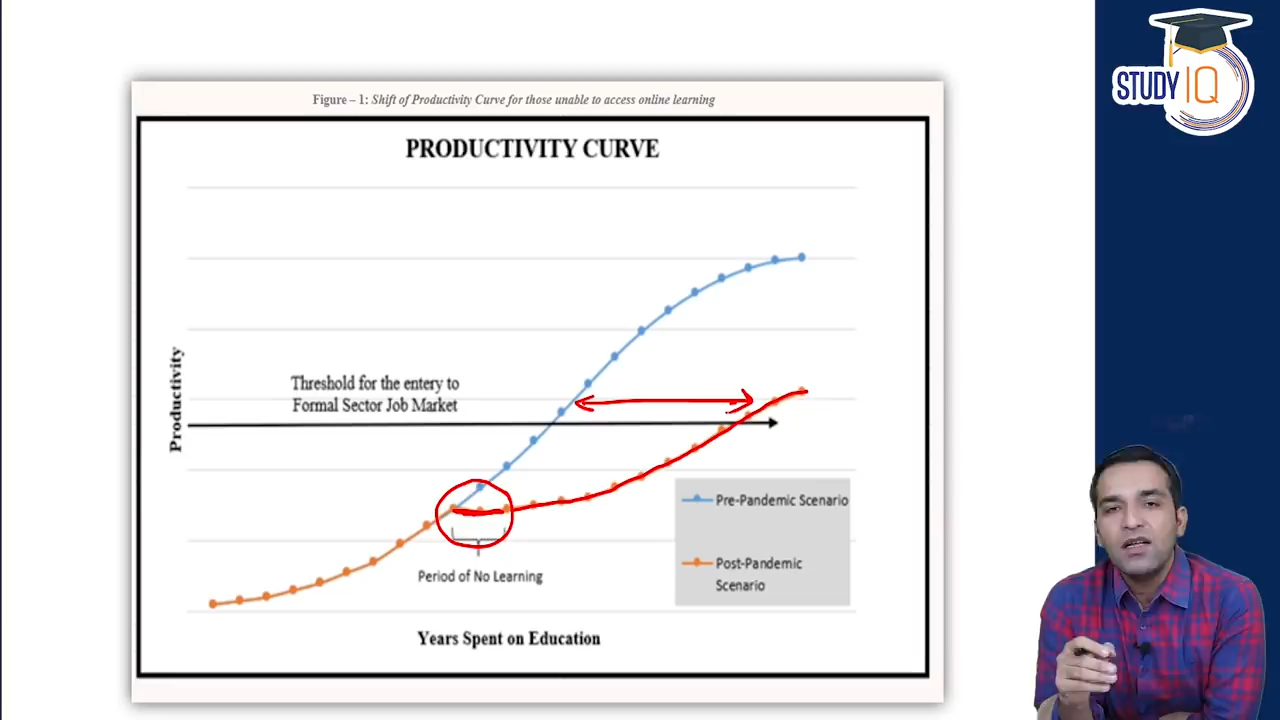 STUDY IQ
Figure – 1: Shift of Productivity Curve for those unable to access online learning
PRODUCTIVITY CURVE
Productivity
Threshold for the entery to
Formal Sector Job Market
Period of No Learning
Pre-Pandemic Scenario
Post-Pandemic
Scenario
Years Spent on Education